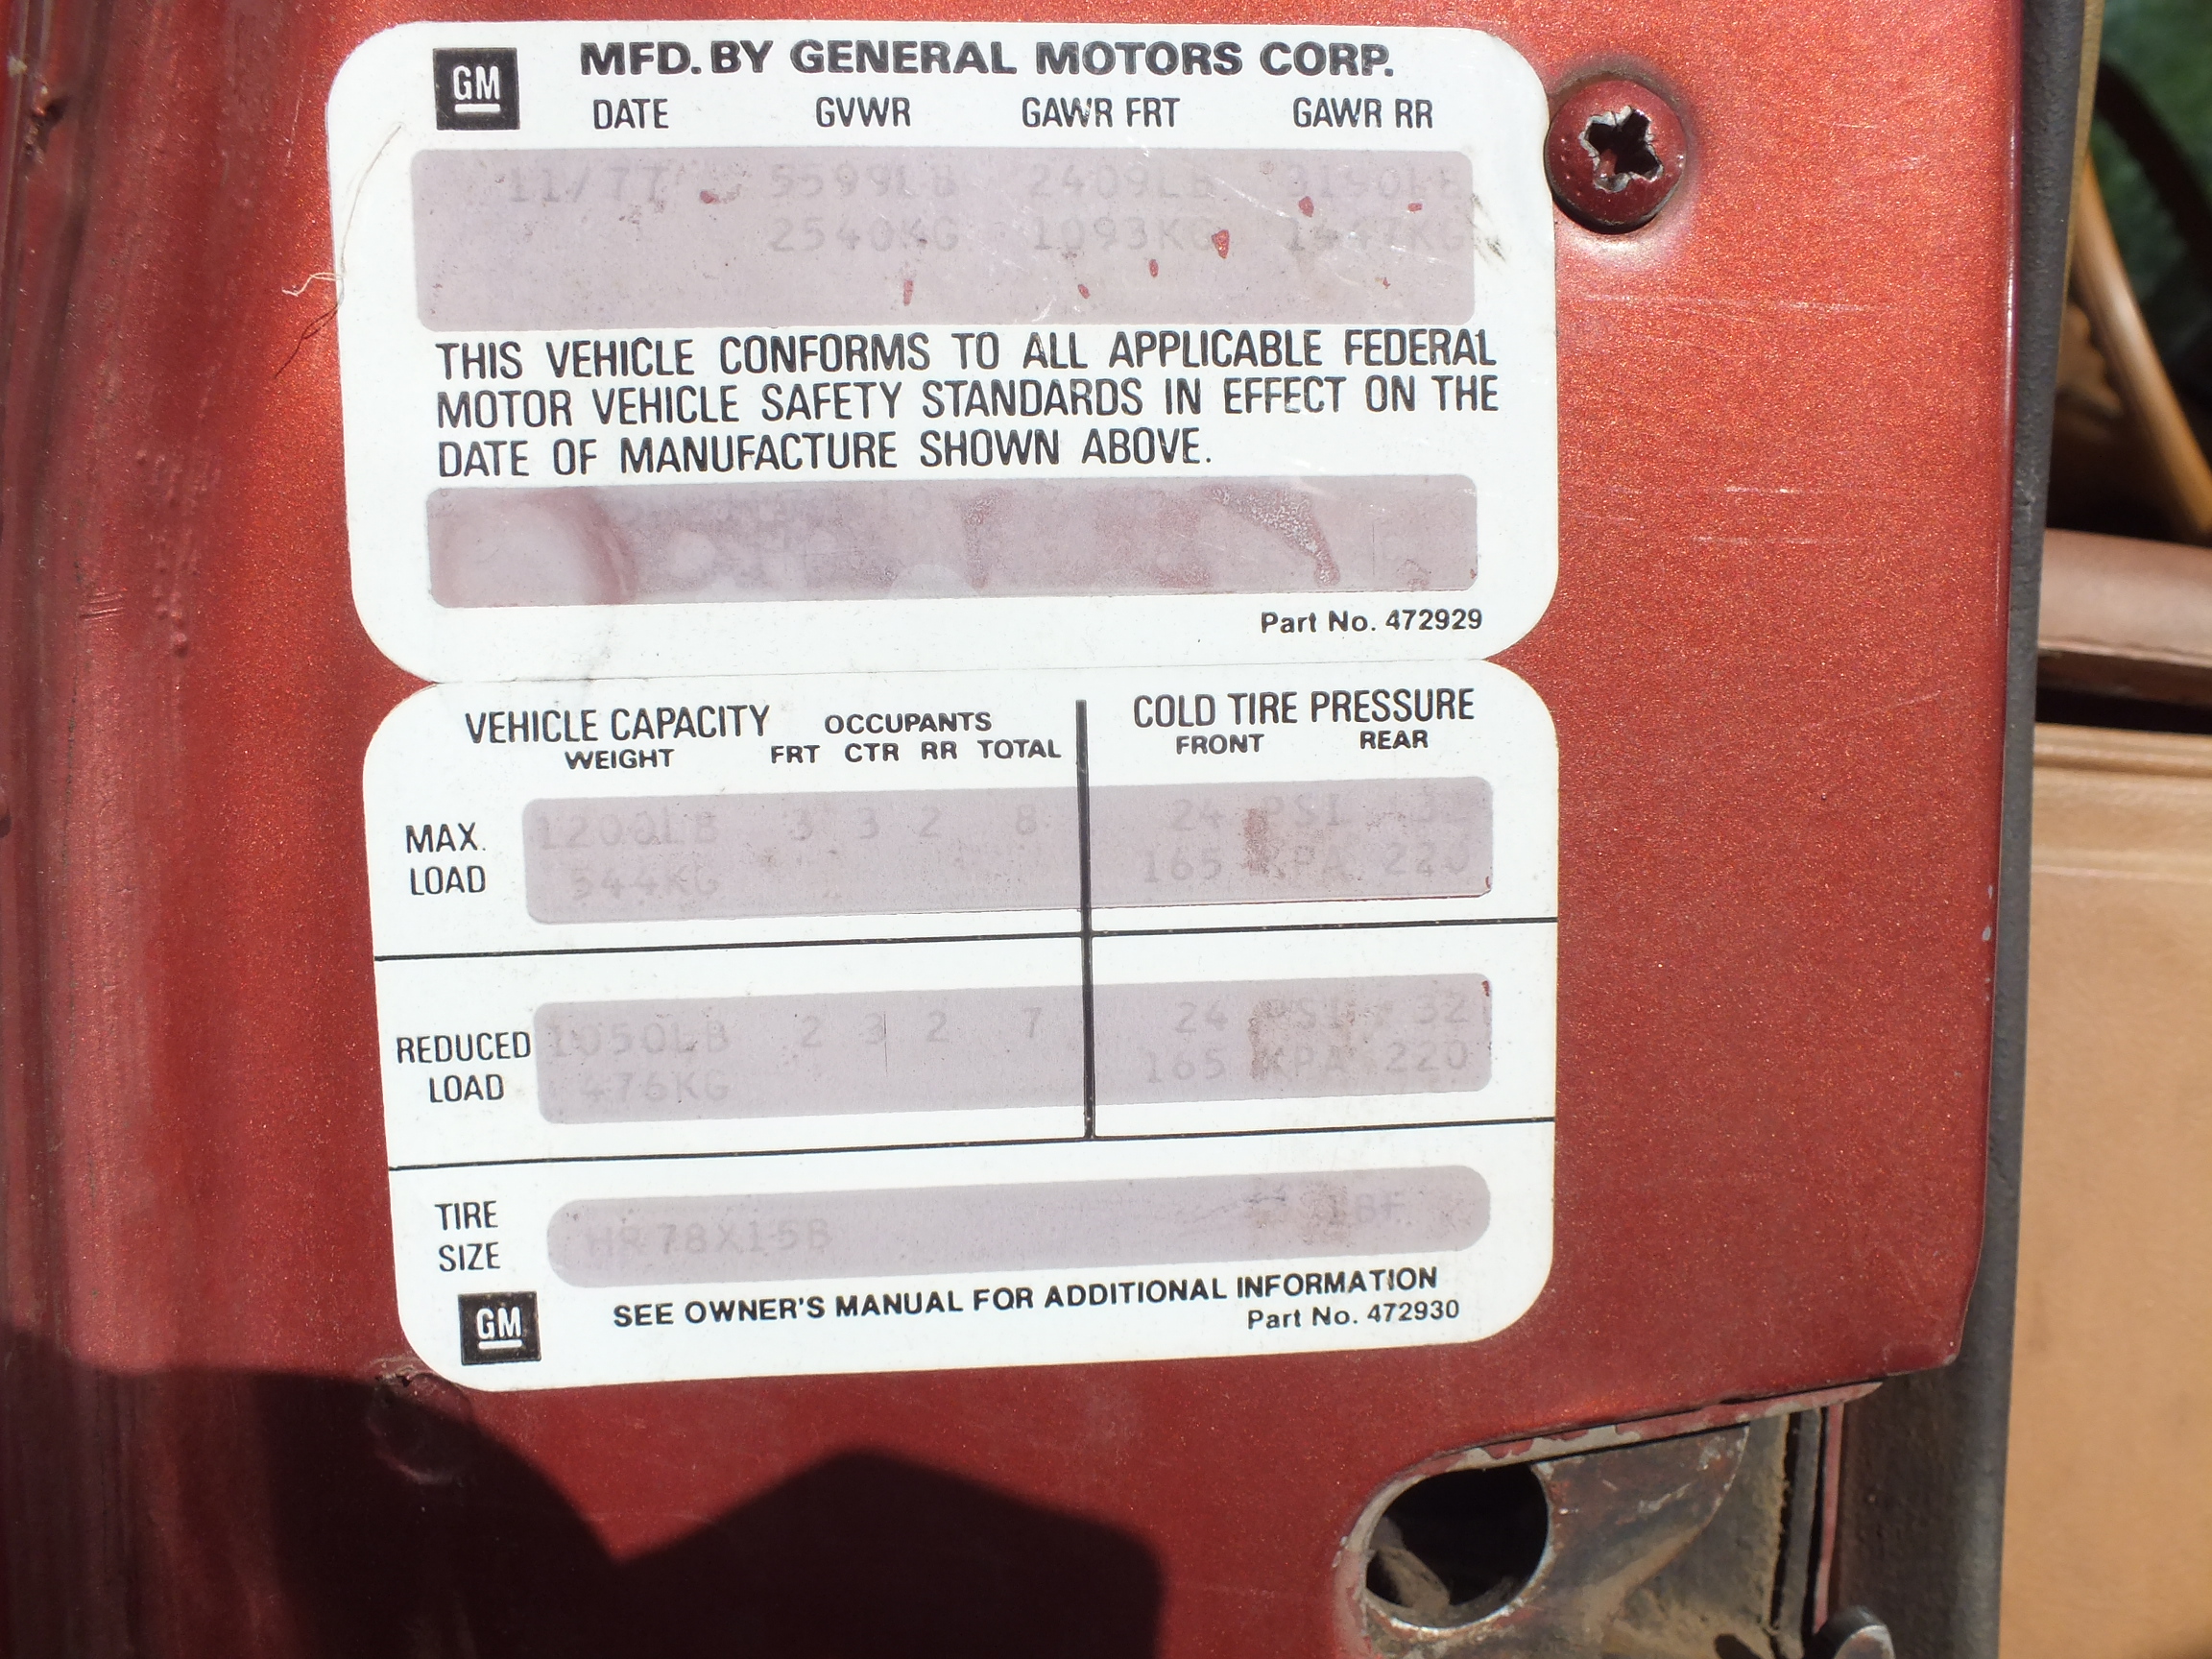 GM MFD. BY GENERAL MOTORS CORP.
DATE GVWR GAWR FRT GAWR RR
11/77 5599LB 2409LB
2540KG 1093KG
THIS VEHICLE CONFORMS TO ALL APPLICABLE FEDERAL
MOTOR VEHICLE SAFETY STANDARDS IN EFFECT ON THE
DATE OF MANUFACTURE SHOWN ABOVE.
Part No. 472929
VEHICLE CAPACITY OCCUPANTS COLD TIRE PRESSURE
WEIGHT FRT CTR RR TOTAL FRONT REAR
MAX. 1200LB 3 3 2 8 24 PSI 32
LOAD 544KG 165 KPA 220
REDUCED 1050LB 2 3 2 7 24 PSI 32
LOAD 476KG 165 KPA 220
TIRE
SIZE HR78X15B
GM SEE OWNER'S MANUAL FOR ADDITIONAL INFORMATION
Part No. 472930